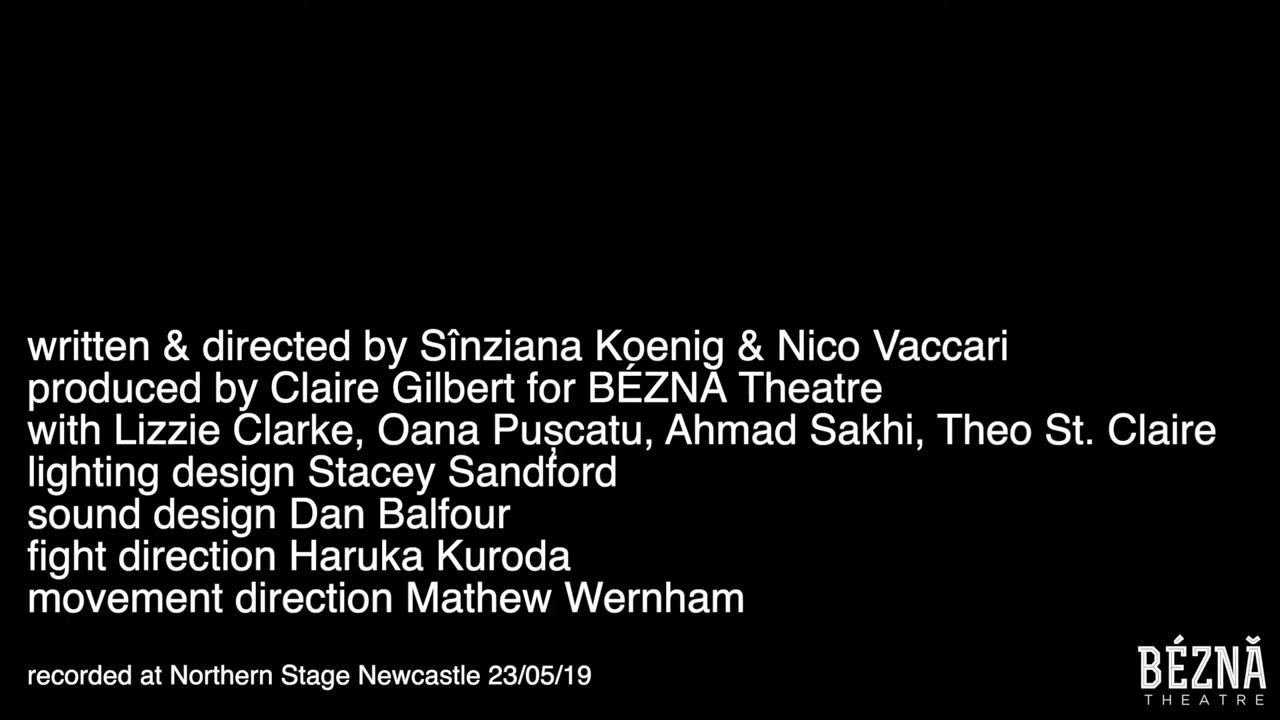 written & directed by Sînziana Koenig & Nico Vaccari
produced by Claire Gilbert for BÉZNĂ Theatre
with Lizzie Clarke, Oana Pușcatu, Ahmad Sakhi, Theo St. Claire
lighting design Stacey Sandford
sound design Dan Balfour
fight direction Haruka Kuroda
movement direction Mathew Wernham
recorded at Northern Stage Newcastle 23/05/19
BÉZNĂ
THEATRE